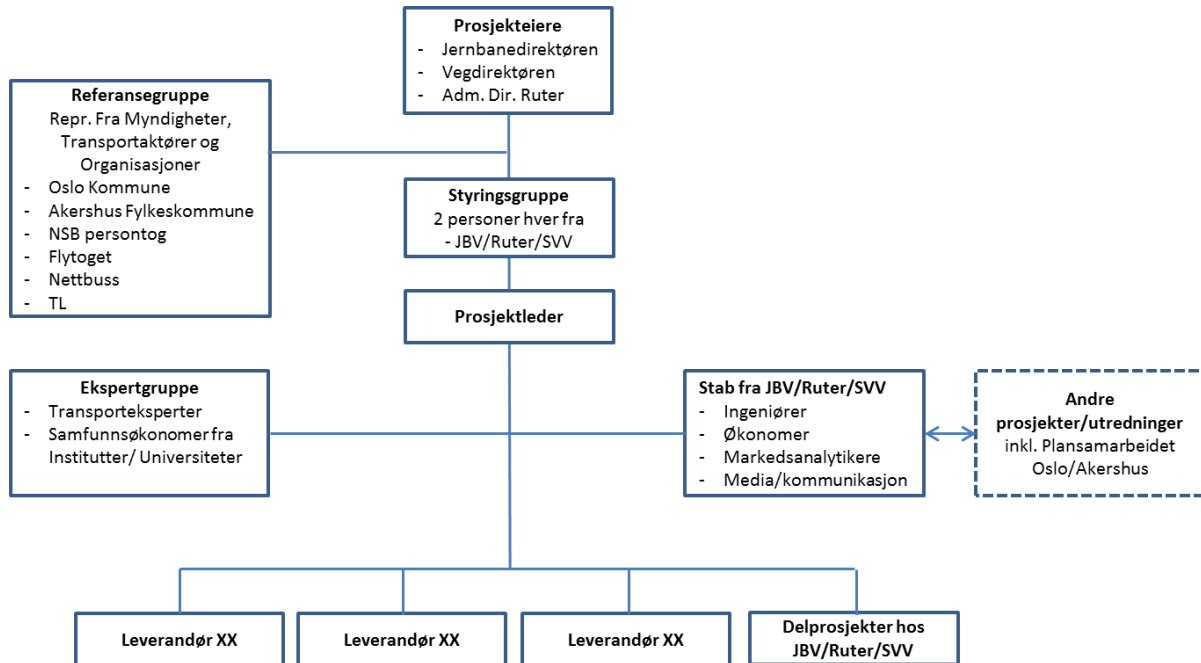 Prosjekteiere
- Jernbanedirektøren
- Vegdirektøren
- Adm. Dir. Ruter
Referansegruppe
Repr. Fra Myndigheter,
Transportaktører og
Organisasjoner
- Oslo Kommune
- Akershus Fylkeskommune
- NSB persontog
- Flytoget
- Nettbuss
- TL
Styringsgruppe
2 personer hver fra
- JBV/Ruter/SVV
Prosjektleder
Ekspertgruppe
- Transporteksperter
- Samfunnsøkonomer fra
Institutter/ Universiteter
Stab fra JBV/Ruter/SVV
- Ingeniører
- Økonomer
- Markedsanalytikere
- Media/kommunikasjon
Andre
prosjekter/utredninger
inkl. Plansamarbeidet
Oslo/Akershus
Leverandør XX
Leverandør XX
Leverandør XX
Delprosjekter hos
JBV/Ruter/SVV